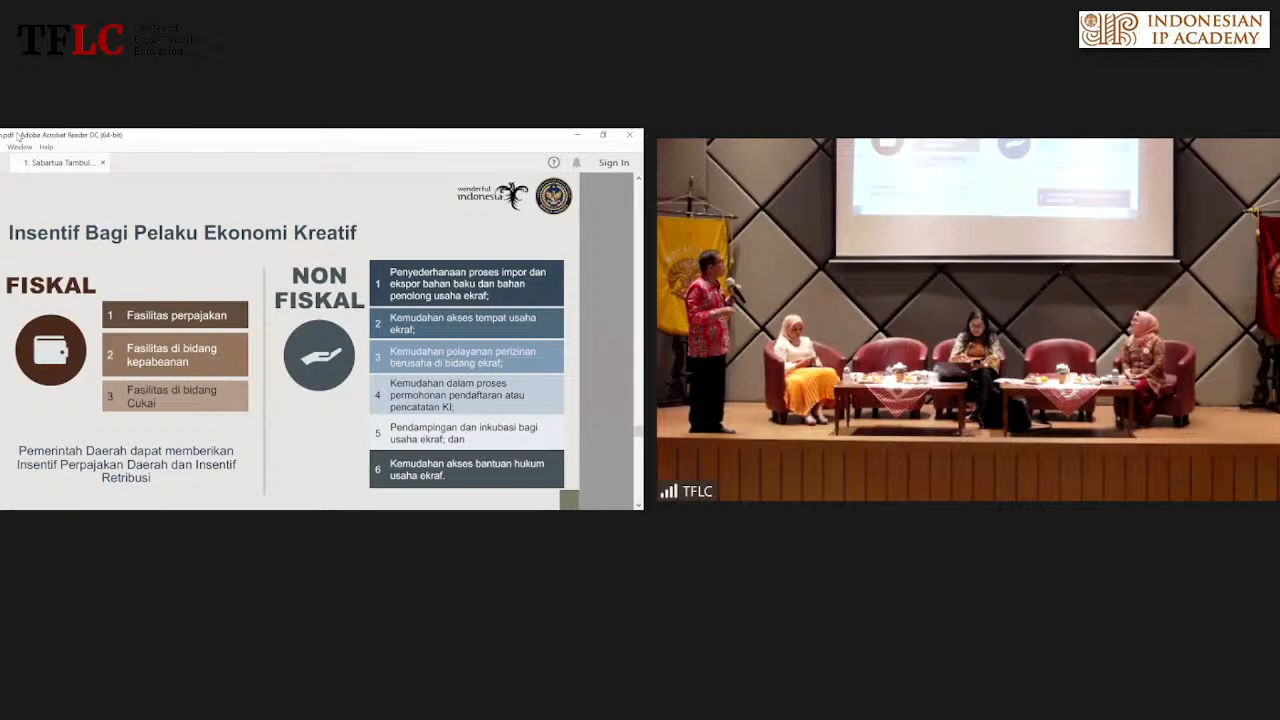 TFLC
INDONESIAN
IP ACADEMY
.pdf - Adobe Acrobat Reader DC (64-bit)
Window Help
1. Sabartua Tambul... ×
Sign In
wonderful
indonesia
Insentif Bagi Pelaku Ekonomi Kreatif
FISKAL
1 Fasilitas perpajakan
2 Fasilitas di bidang
kepabeanan
3 Fasilitas di bidang
Cukai
Pemerintah Daerah dapat memberikan
Insentif Perpajakan Daerah dan Insentif
Retribusi
NON
FISKAL
1 Penyederhanaan proses impor dan
ekspor bahan baku dan bahan
penolong usaha ekraf;
2 Kemudahan akses tempat usaha
ekraf;
3 Kemudahan pelayanan perizinan
berusaha di bidang ekraf;
4 Kemudahan dalam proses
permohonan pendaftaran atau
pencatatan KI;
5 Pendampingan dan inkubasi bagi
usaha ekraf; dan
6 Kemudahan akses bantuan hukum
usaha ekraf.
TFLC